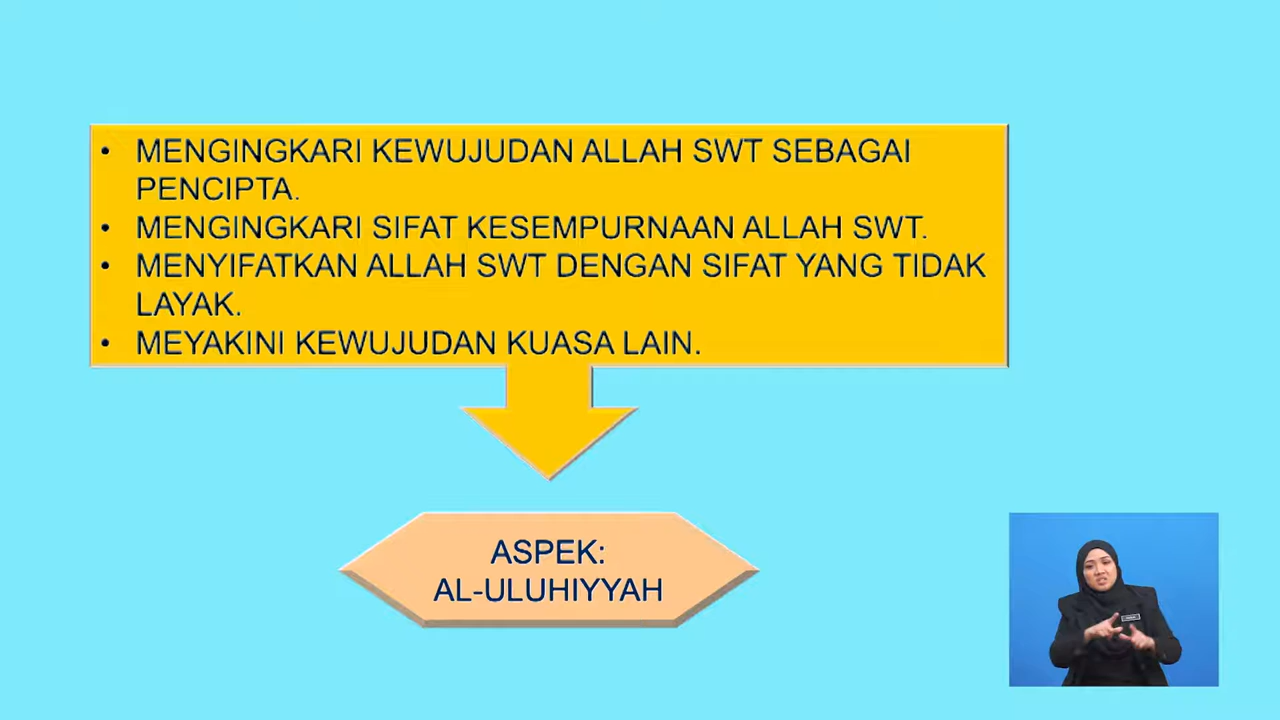 • MENGINGKARI KEWUJUDAN ALLAH SWT SEBAGAI
PENCIPTA.
• MENGINGKARI SIFAT KESEMPURNAAN ALLAH SWT.
• MENYIFATKAN ALLAH SWT DENGAN SIFAT YANG TIDAK
LAYAK.
• MEYAKINI KEWUJUDAN KUASA LAIN.
ASPEK:
AL-ULUHIYYAH